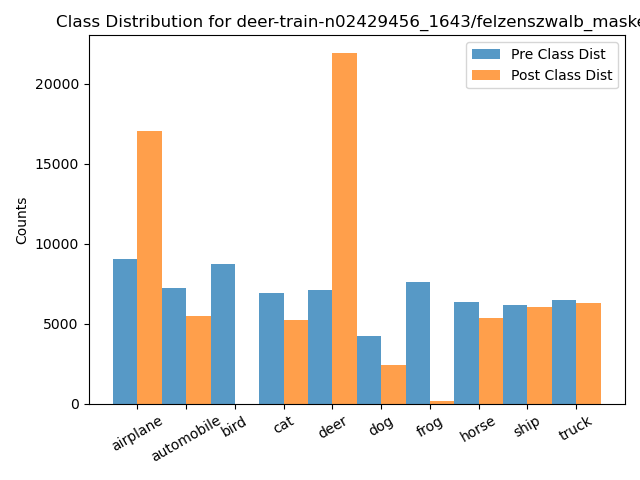 Class Distribution for deer-train-n02429456_1643/felzenszwalb_maske
Pre Class Dist
Post Class Dist
Counts
20000
15000
10000
5000
0
airplane
automobile
bird
cat
deer
dog
frog
horse
ship
truck